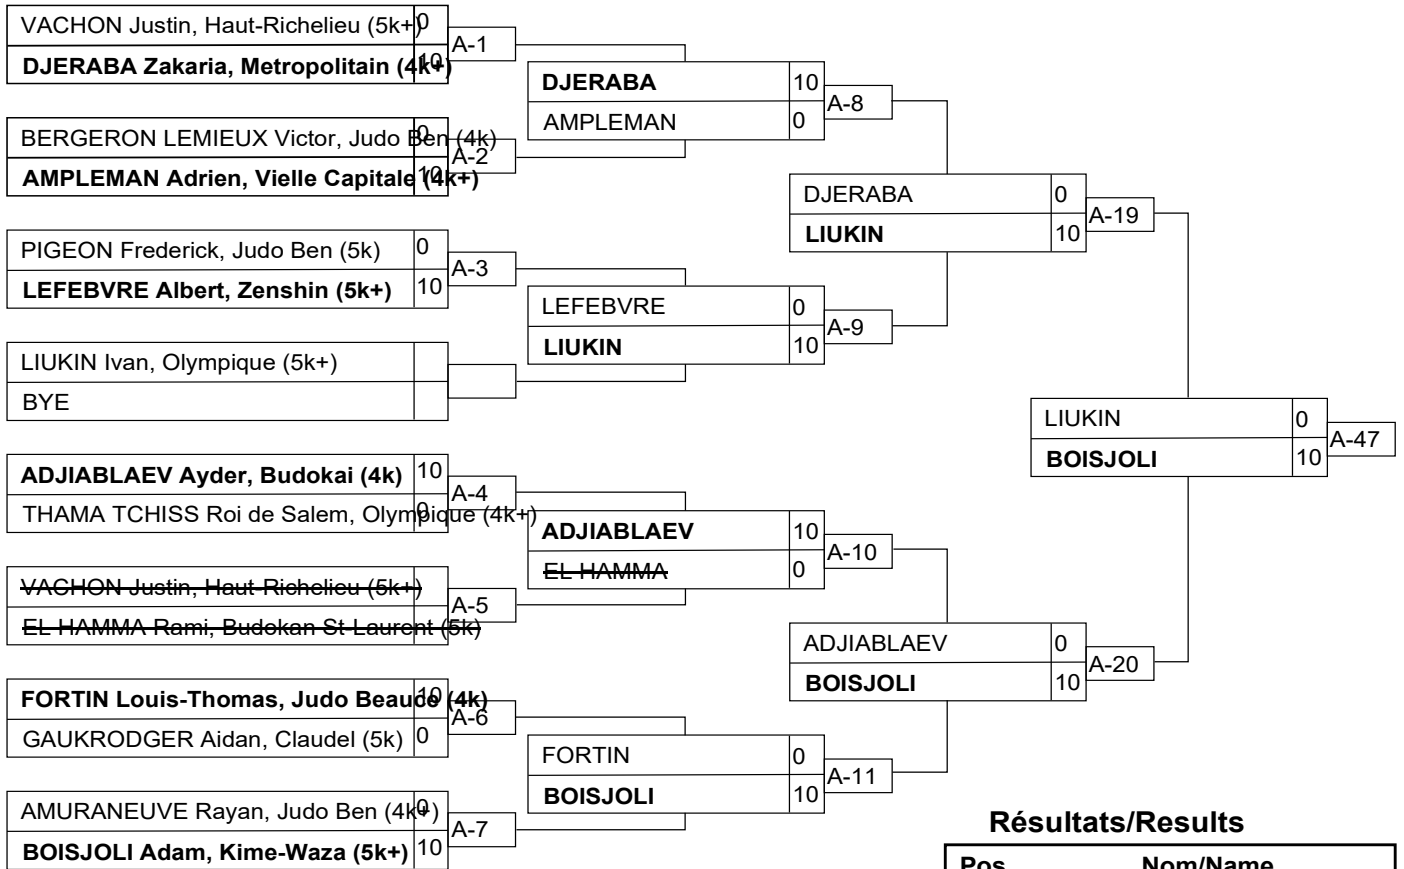 VACHON Justin, Haut-Richelieu (5k+) 0
A-1
DJERABA Zakaria, Metropolitain (4k+) 10
DJERABA 10
A-8
AMPLEMAN 0
BERGERON LEMIEUX Victor, Judo Ben (4k) 0
A-2
AMPLEMAN Adrien, Vielle Capitale (4k+) 10
DJERABA 0
A-19
LIUKIN 10
PIGEON Frederick, Judo Ben (5k) 0
A-3
LEFEBVRE Albert, Zenshin (5k+) 10
LEFEBVRE 0
A-9
LIUKIN 10
LIUKIN Ivan, Olympique (5k+)
BYE
LIUKIN 0
A-47
BOISJOLI 10
ADJIABLAEV Ayder, Budokai (4k) 10
A-4
THAMA TCHISS Roi de Salem, Olympique (4k+) 0
ADJIABLAEV 10
A-10
EL HAMMA 0
VACHON Justin, Haut-Richelieu (5k+)
A-5
EL HAMMA Rami, Budokan St-Laurent (5k)
ADJIABLAEV 0
A-20
BOISJOLI 10
FORTIN Louis-Thomas, Judo Beauce (4k) 10
A-6
GAUKRODGER Aidan, Claudel (5k) 0
FORTIN 0
A-11
BOISJOLI 10
AMURANEUVE Rayan, Judo Ben (4k+) 0
A-7
BOISJOLI Adam, Kime-Waza (5k+) 10
Résultats/Results
Pos Nom/Name